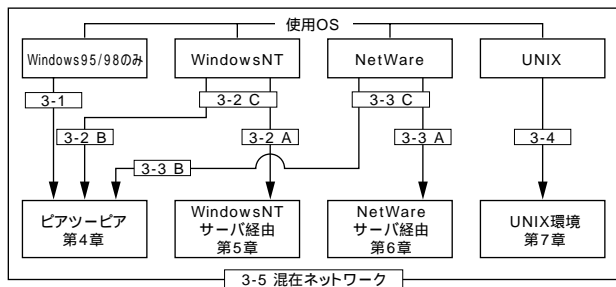 使用OS
Windows95/98のみ
WindowsNT
NetWare
UNIX
3-1
3-2 C
3-3 C
3-2 B
3-2 A
3-3 A
3-4
3-3 B
ピアツーピア
第4章
WindowsNT
サーバ経由
第5章
NetWare
サーバ経由
第6章
UNIX環境
第7章
3-5 混在ネットワーク